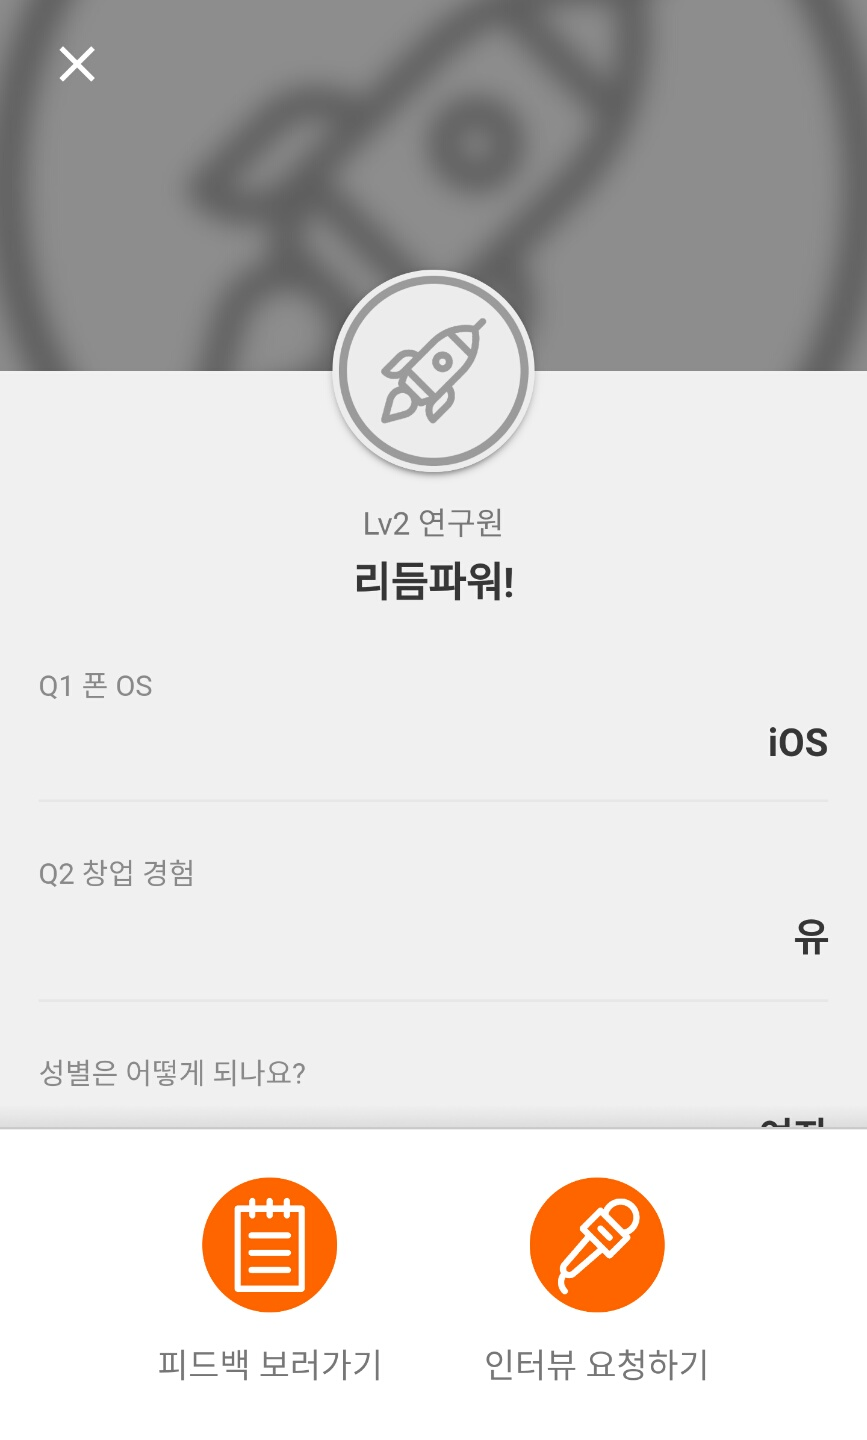 Lv2 연구원
리듬파워!
Q1 폰 OS
iOS
Q2 창업 경험
유
성별은 어떻게 되나요?
피드백 보러가기
인터뷰 요청하기